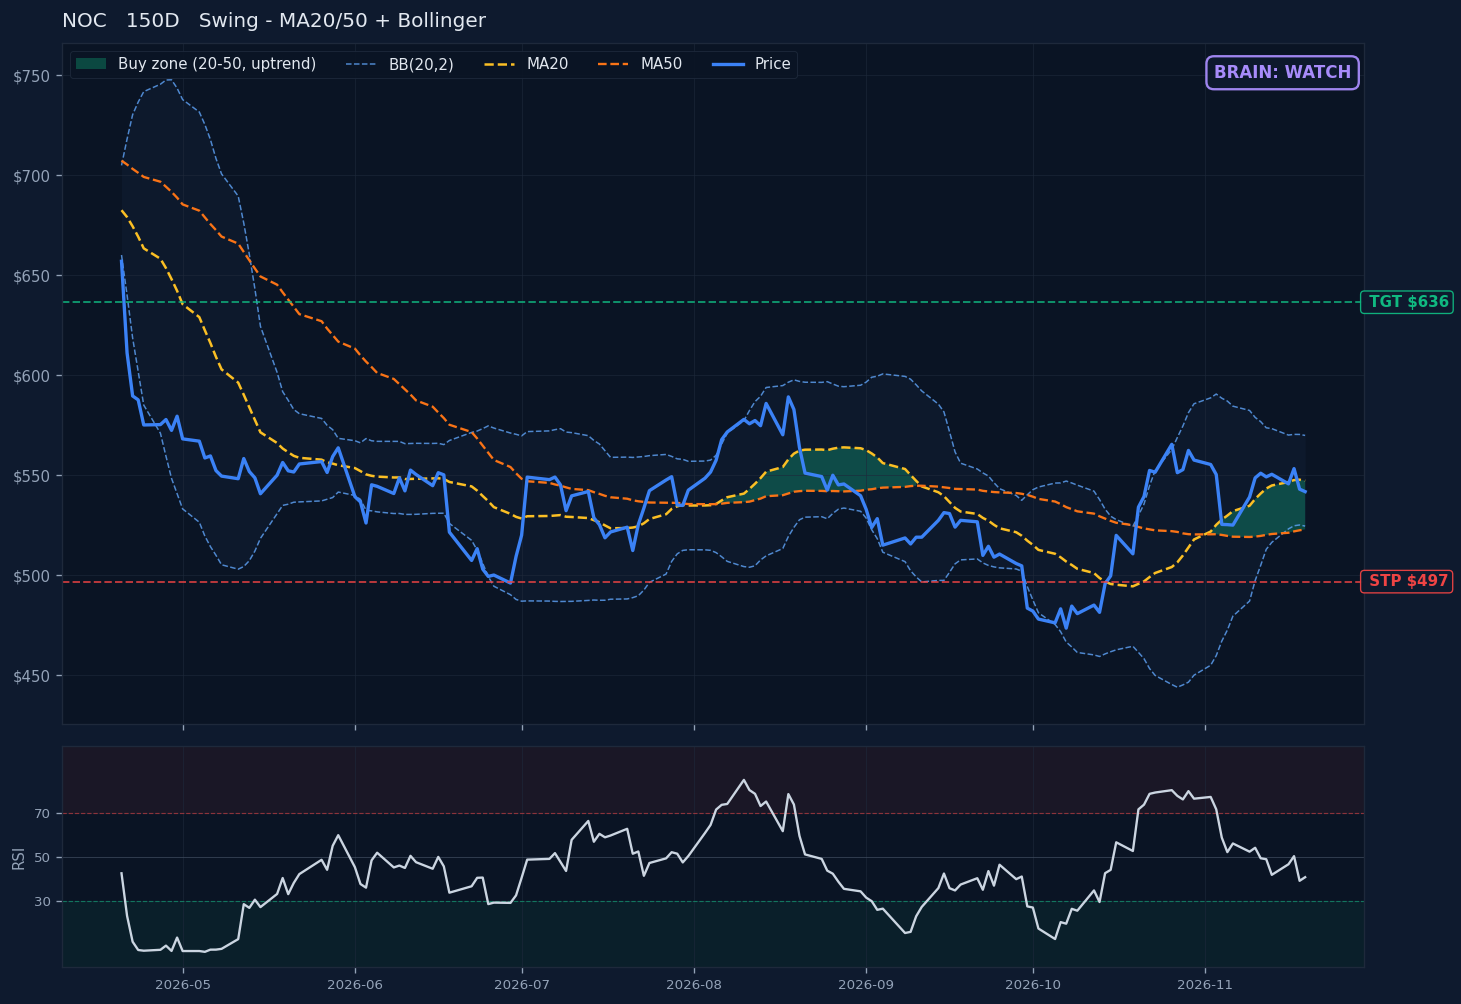 NOC 150D Swing - MA20/50 + Bollinger
Buy zone (20-50, uptrend) BB(20,2) MA20 MA50 Price
BRAIN: WATCH
$750
$700
$650
TGT $636
$600
$550
$500
STP $497
$450
RSI
70
50
30
2026-05 2026-06 2026-07 2026-08 2026-09 2026-10 2026-11